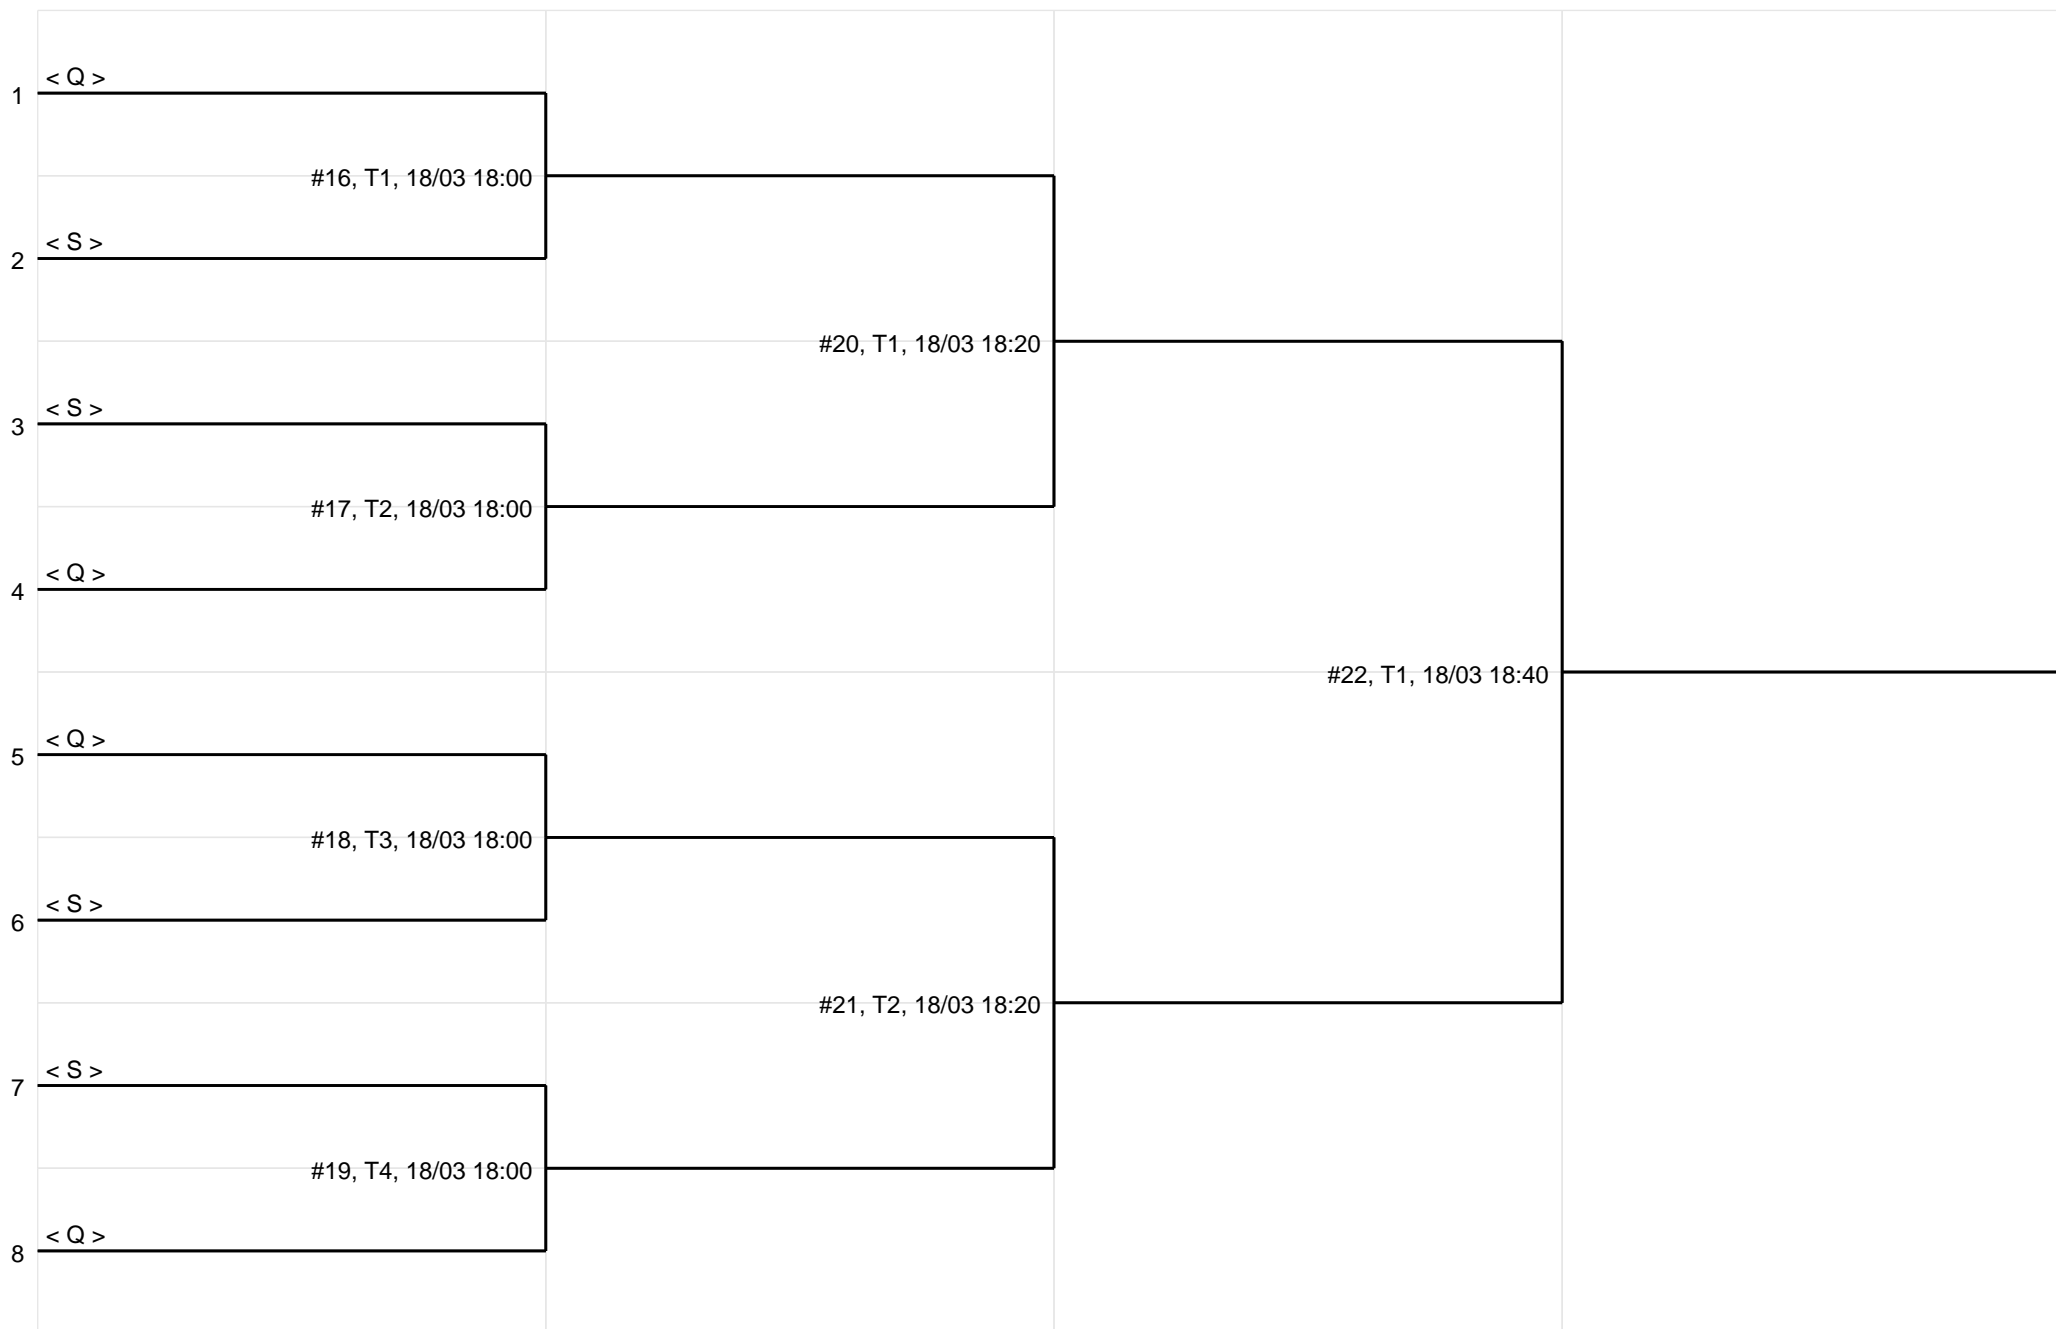 < Q >
1
#16, T1, 18/03 18:00
< S >
2
#20, T1, 18/03 18:20
< S >
3
#17, T2, 18/03 18:00
< Q >
4
#22, T1, 18/03 18:40
< Q >
5
#18, T3, 18/03 18:00
< S >
6
#21, T2, 18/03 18:20
< S >
7
#19, T4, 18/03 18:00
< Q >
8